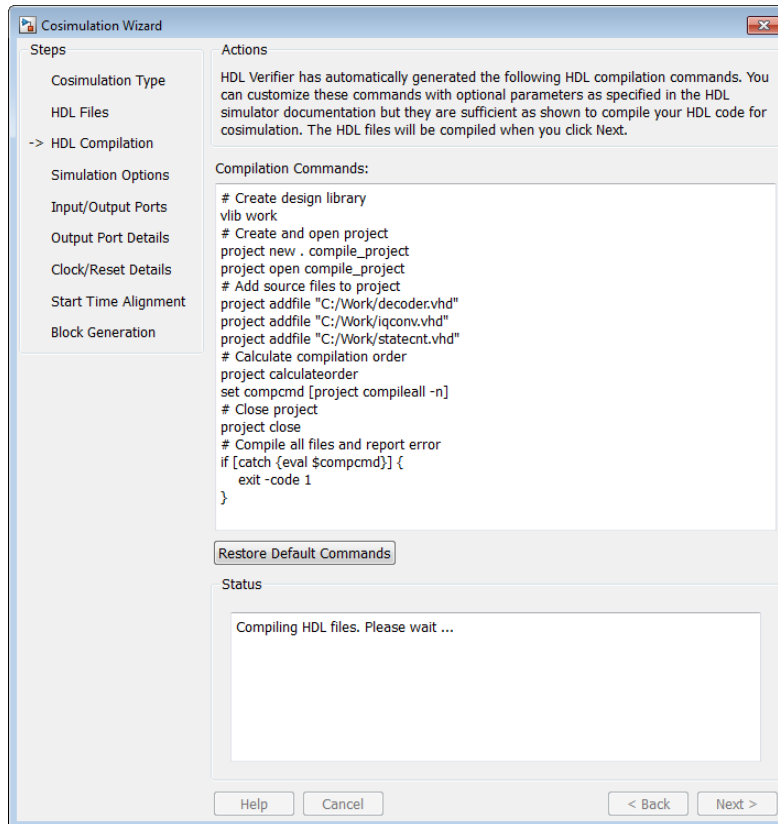 Cosimulation Wizard
Steps
Cosimulation Type
HDL Files
-> HDL Compilation
Simulation Options
Input/Output Ports
Output Port Details
Clock/Reset Details
Start Time Alignment
Block Generation
Actions
HDL Verifier has automatically generated the following HDL compilation commands. You
can customize these commands with optional parameters as specified in the HDL
simulator documentation but they are sufficient as shown to compile your HDL code for
cosimulation. The HDL files will be compiled when you click Next.
Compilation Commands:
# Create design library
vlib work
# Create and open project
project new . compile_project
project open compile_project
# Add source files to project
project addfile "C:/Work/decoder.vhd"
project addfile "C:/Work/iqconv.vhd"
project addfile "C:/Work/statecnt.vhd"
# Calculate compilation order
project calculateorder
set compcmd [project compileall -n]
# Close project
project close
# Compile all files and report error
if [catch {eval $compcmd}] {
exit -code 1
}
Restore Default Commands
Status
Compiling HDL files. Please wait ...
Help Cancel < Back Next >